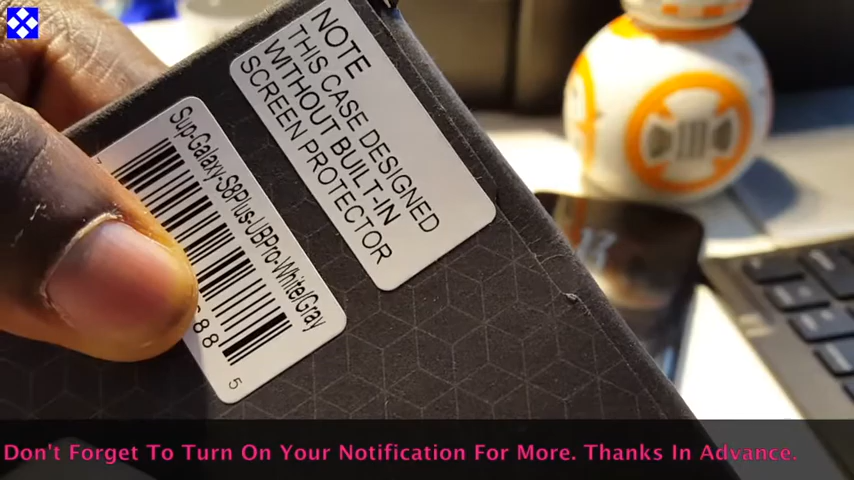 NOTE
THIS CASE DESIGNED
WITHOUT BUILT-IN
SCREEN PROTECTOR
Sup-Galaxy-S8Plus-UBPro-White/Gray
688
5
Don't Forget To Turn On Your Notification For More. Thanks In Advance.